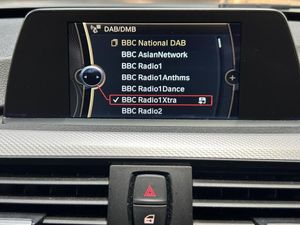 DAB/DMB
BBC National DAB
BBC AsianNetwork
BBC Radio1
BBC Radio1Anthms
BBC Radio1Dance
BBC Radio1Xtra
BBC Radio2